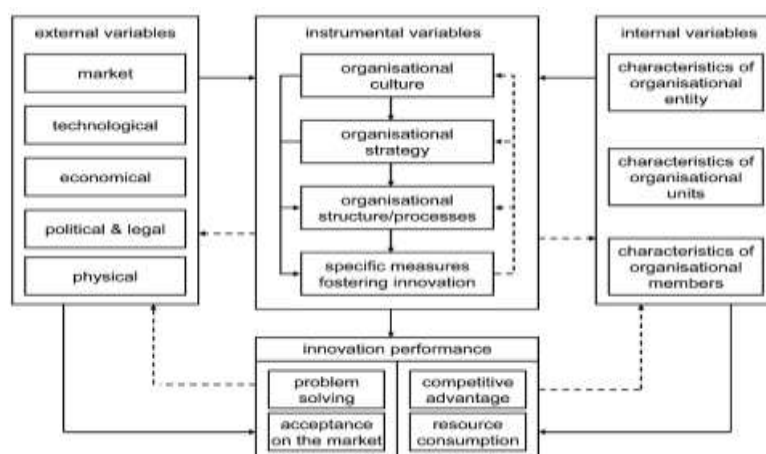 external variables
market
technological
economical
political & legal
physical
instrumental variables
organisational
culture
organisational
strategy
organisational
structure/processes
specific measures
fostering innovation
internal variables
characteristics of
organisational
entity
characteristics of
organisational
units
characteristics of
organisational
members
innovation performance
problem
solving
competitive
advantage
acceptance
on the market
resource
consumption